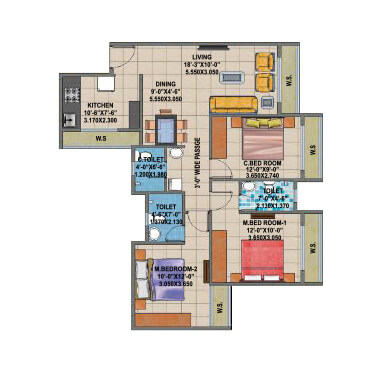 LIVING
18'-3"X10'-0"
5.550X3.050
W.S.
DINING
9'-0"X4'-6"
5.550X3.050
KITCHEN
10'-6"X7'-6"
3.170X2.300
W.S
3'-0" WIDE PASSGE
C.TOILET
4'-0"X6'-6"
1.200X1.980
C.BED ROOM
12'-0"X9'-0"
3.650X2.740
W.S.
TOILET
7'-0"X4'-6"
2.130X1.370
TOILET
4'-6"X7'-0"
1.370X2.130
M.BED ROOM-1
12'-0"X10'-0"
3.650X3.050
W.S.
M.BEDROOM-2
10'-0"X12'-0"
3.050X3.650
W.S.